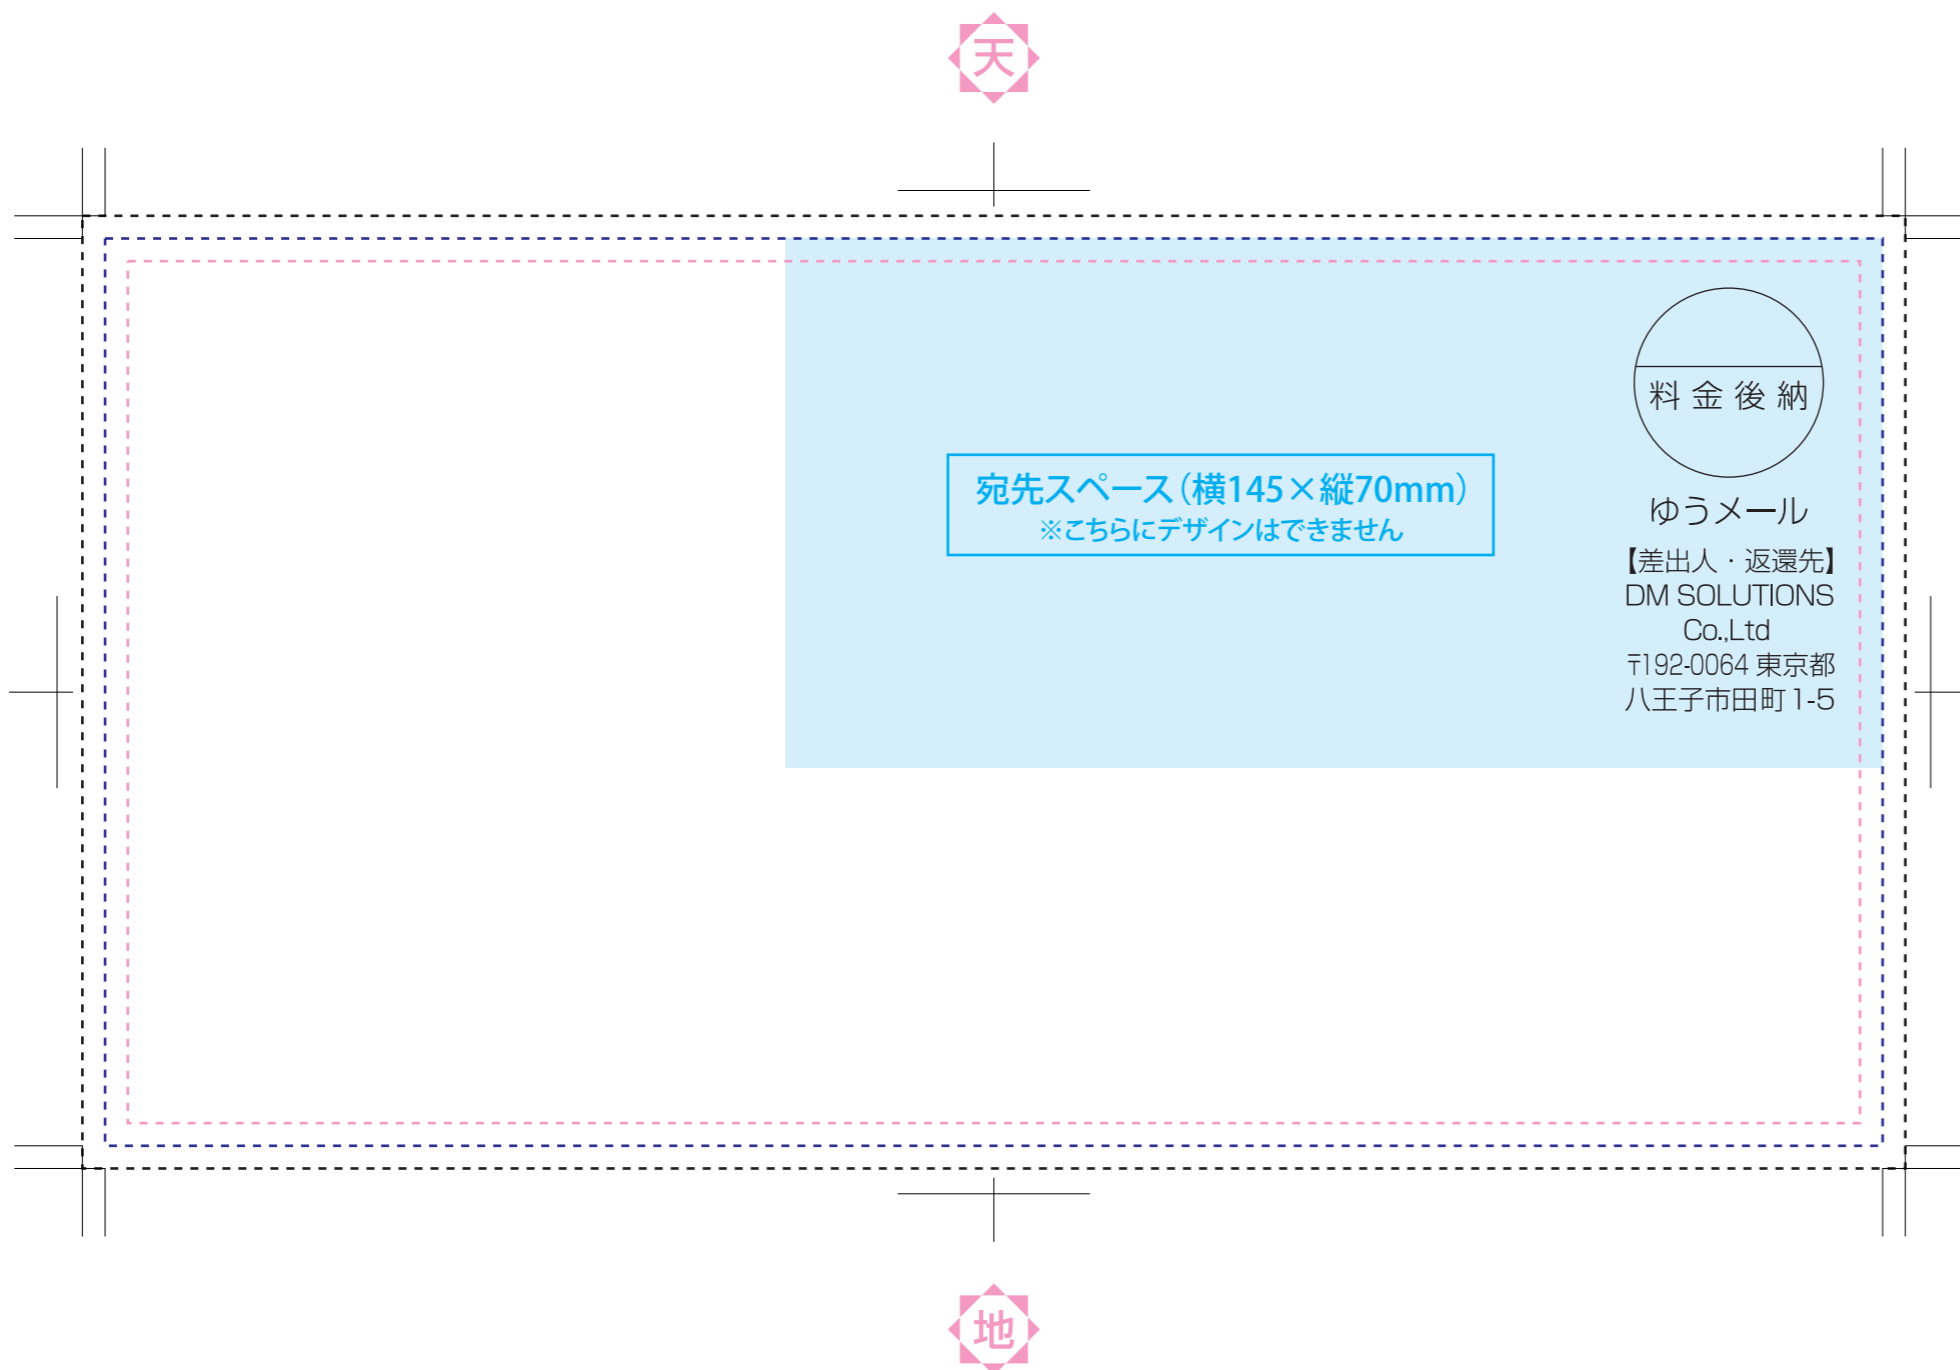 天
料金後納
宛先スペース（横145×縦70mm）
※こちらにデザインはできません
ゆうメール
【差出人・返還先】
DM SOLUTIONS
Co.,Ltd
〒192-0064 東京都
八王子市田町1-5
地